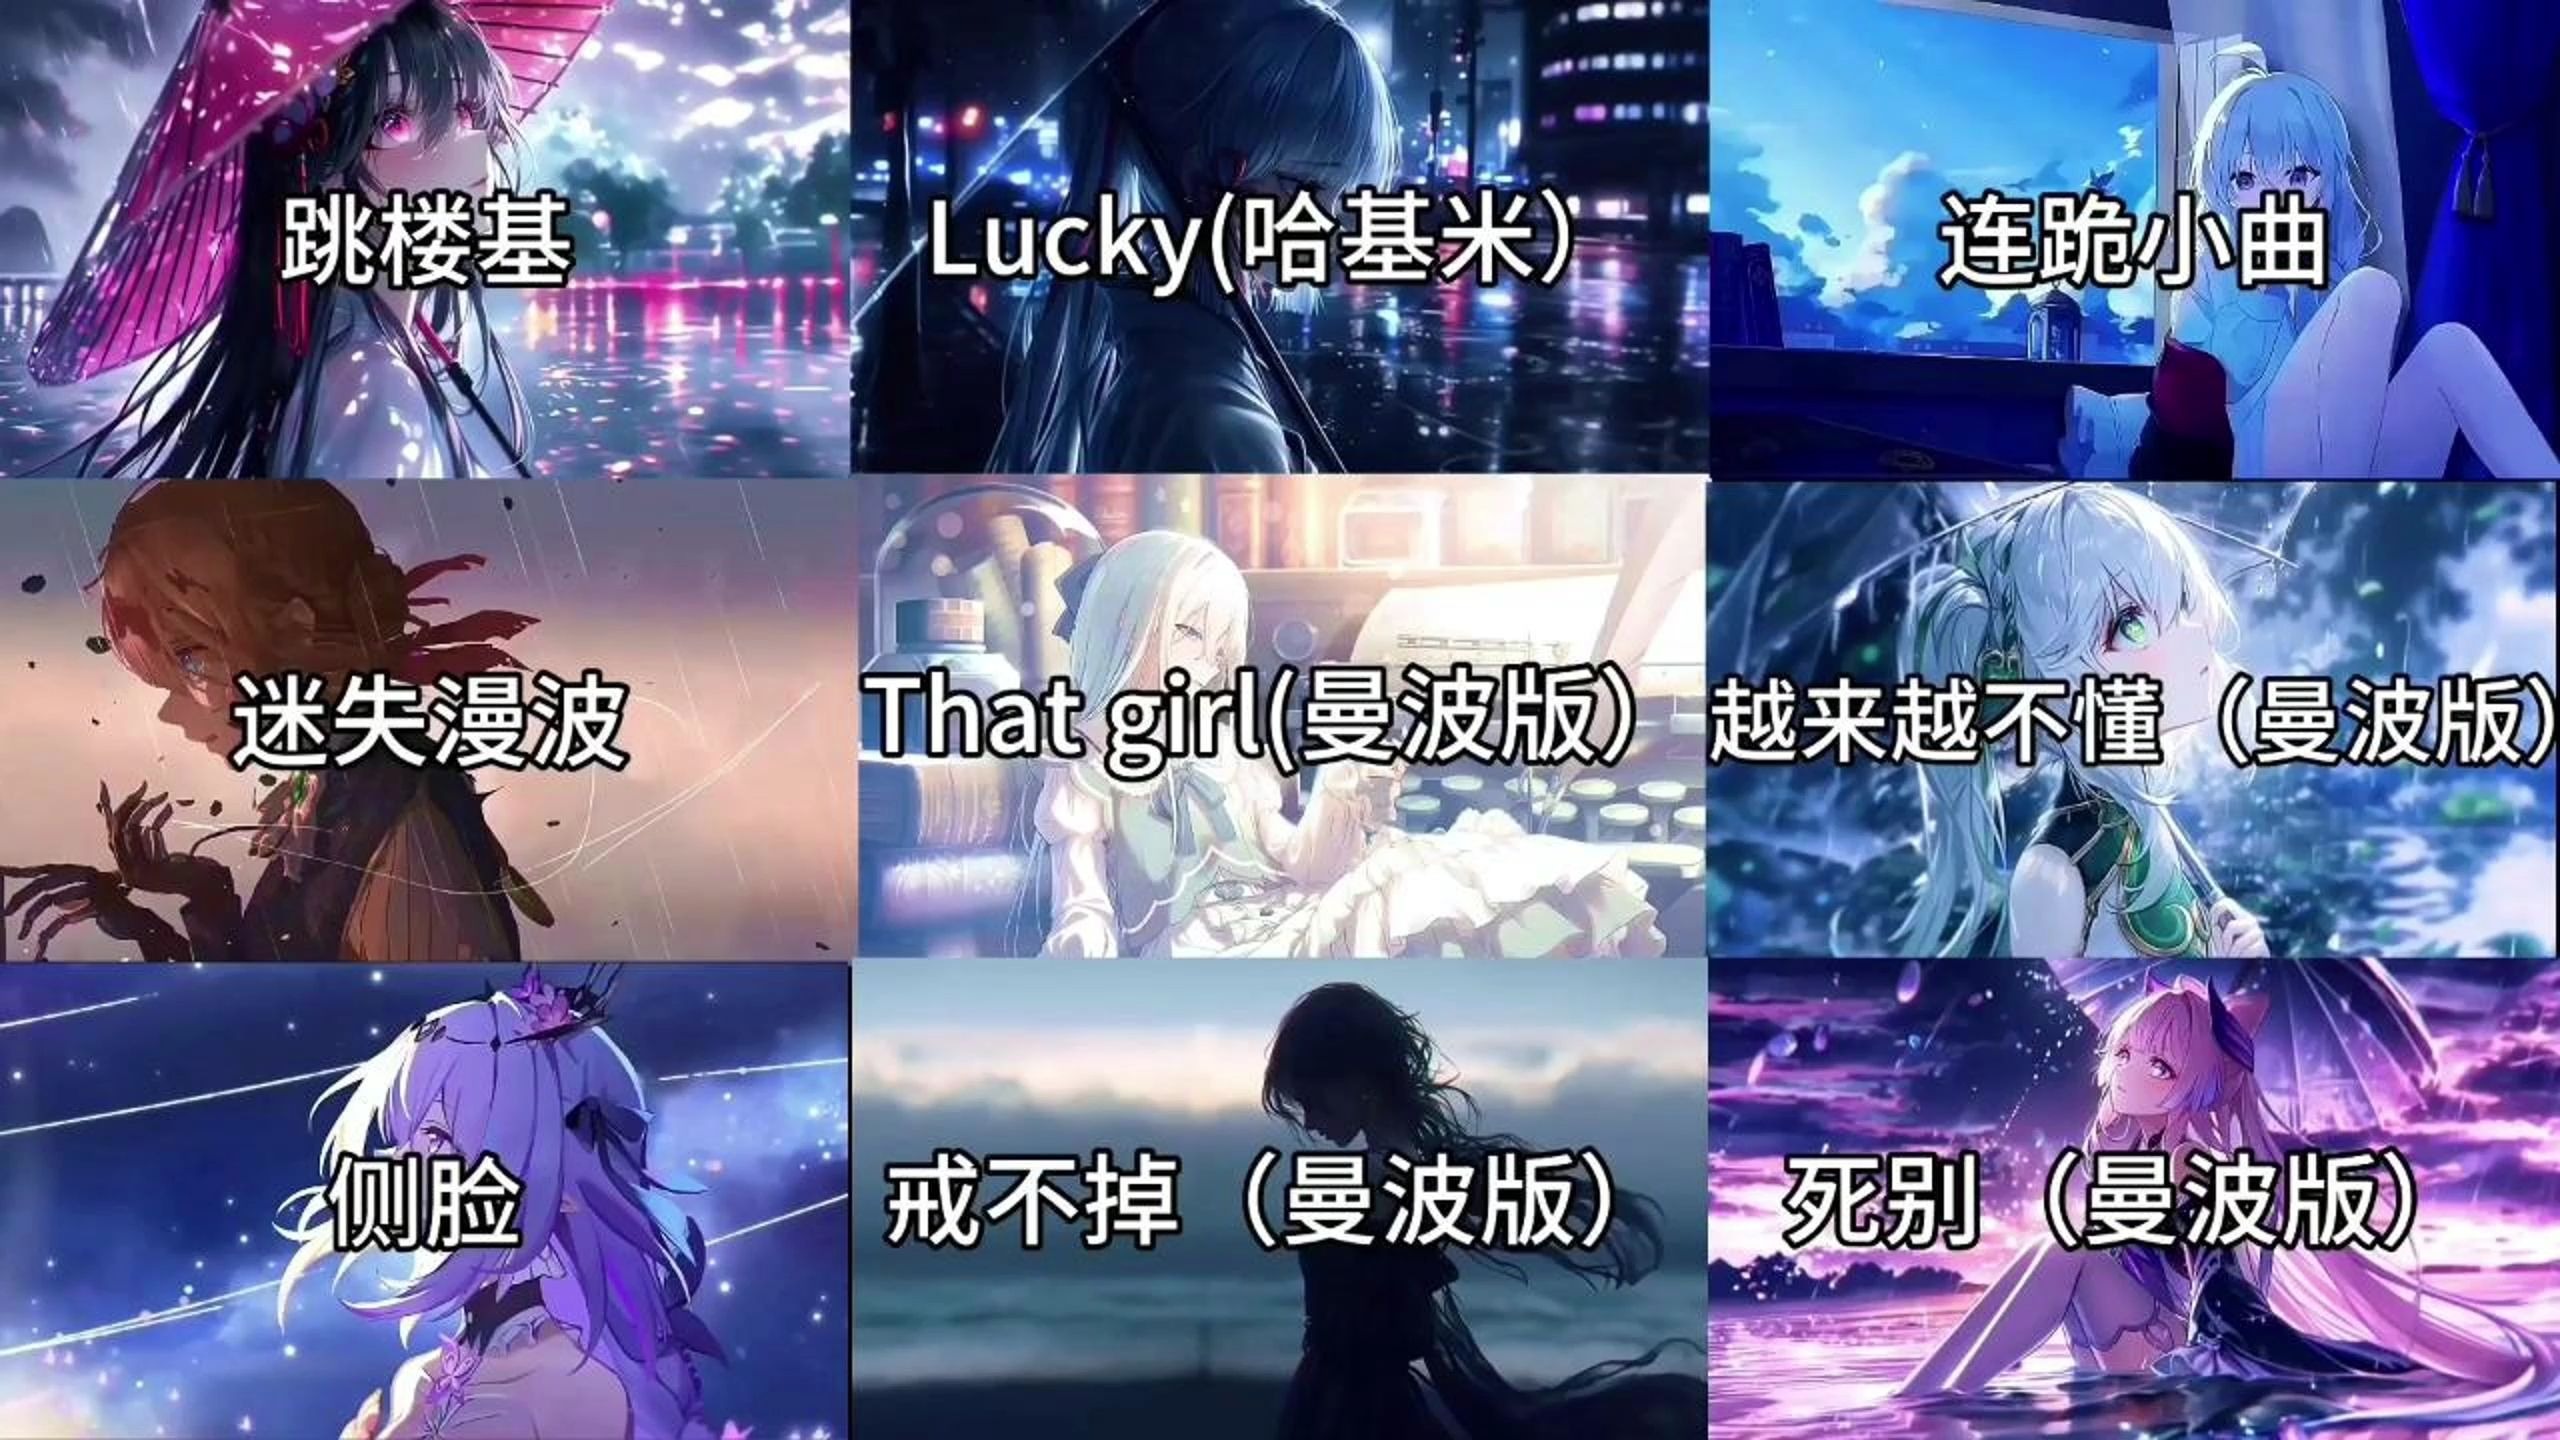 跳楼基
Lucky(哈基米）
连跪小曲
迷失漫波
That girl(曼波版）
越来越不懂（曼波版）
侧脸
戒不掉（曼波版）
死别（曼波版）